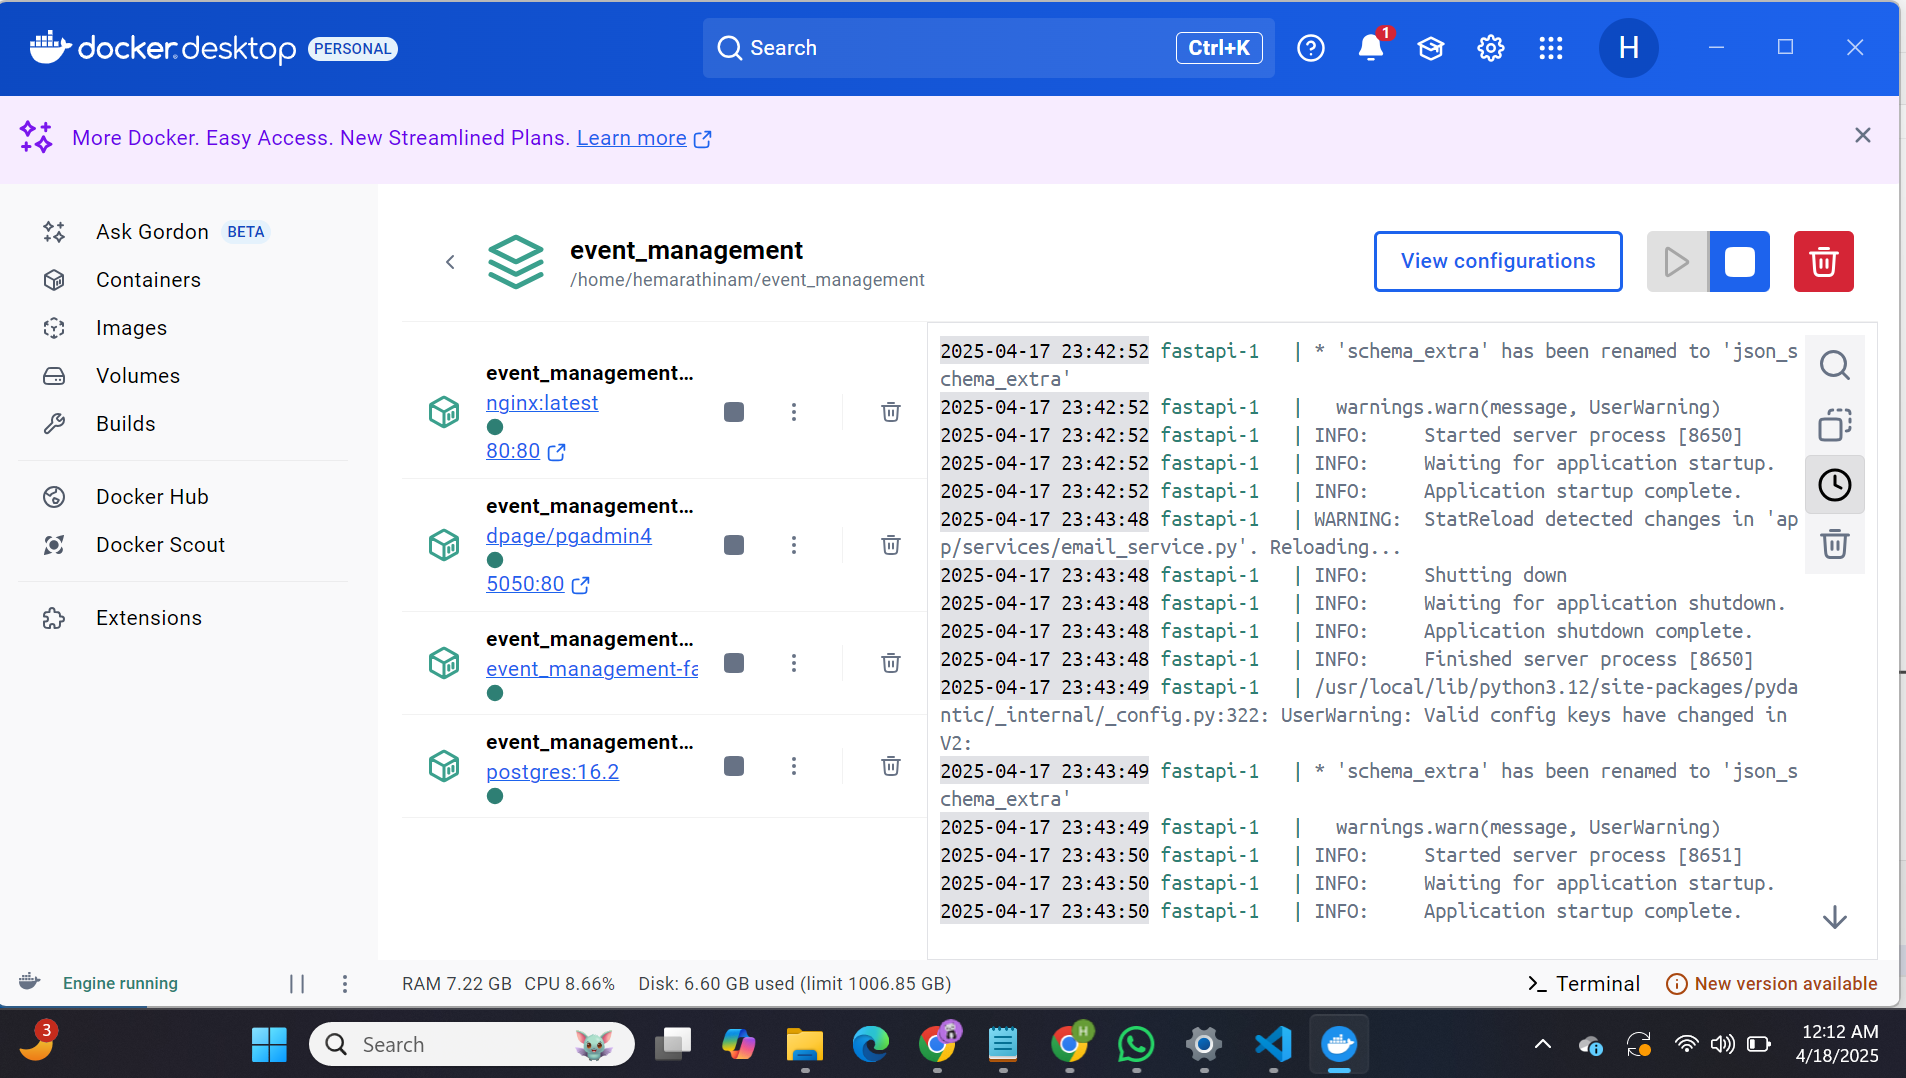 docker.desktop PERSONAL
Search
Ctrl+K
1
H
More Docker. Easy Access. New Streamlined Plans. Learn more
Ask Gordon BETA
Containers
Images
Volumes
Builds
Docker Hub
Docker Scout
Extensions
event_management
/home/hemarathinam/event_management
View configurations
event_management...
nginx:latest
80:80
event_management...
dpage/pgadmin4
5050:80
event_management...
event_management-fa
event_management...
postgres:16.2
2025-04-17 23:42:52 fastapi-1 | * 'schema_extra' has been renamed to 'json_s
chema_extra'
2025-04-17 23:42:52 fastapi-1 | warnings.warn(message, UserWarning)
2025-04-17 23:42:52 fastapi-1 | INFO: Started server process [8650]
2025-04-17 23:42:52 fastapi-1 | INFO: Waiting for application startup.
2025-04-17 23:42:52 fastapi-1 | INFO: Application startup complete.
2025-04-17 23:43:48 fastapi-1 | WARNING: StatReload detected changes in 'ap
p/services/email_service.py'. Reloading...
2025-04-17 23:43:48 fastapi-1 | INFO: Shutting down
2025-04-17 23:43:48 fastapi-1 | INFO: Waiting for application shutdown.
2025-04-17 23:43:48 fastapi-1 | INFO: Application shutdown complete.
2025-04-17 23:43:48 fastapi-1 | INFO: Finished server process [8650]
2025-04-17 23:43:49 fastapi-1 | /usr/local/lib/python3.12/site-packages/pyda
ntic/_internal/_config.py:322: UserWarning: Valid config keys have changed in
V2:
2025-04-17 23:43:49 fastapi-1 | * 'schema_extra' has been renamed to 'json_s
chema_extra'
2025-04-17 23:43:49 fastapi-1 | warnings.warn(message, UserWarning)
2025-04-17 23:43:50 fastapi-1 | INFO: Started server process [8651]
2025-04-17 23:43:50 fastapi-1 | INFO: Waiting for application startup.
2025-04-17 23:43:50 fastapi-1 | INFO: Application startup complete.
Engine running
RAM 7.22 GB CPU 8.66% Disk: 6.60 GB used (limit 1006.85 GB)
Terminal
New version available
3
Search
H
12:12 AM
4/18/2025